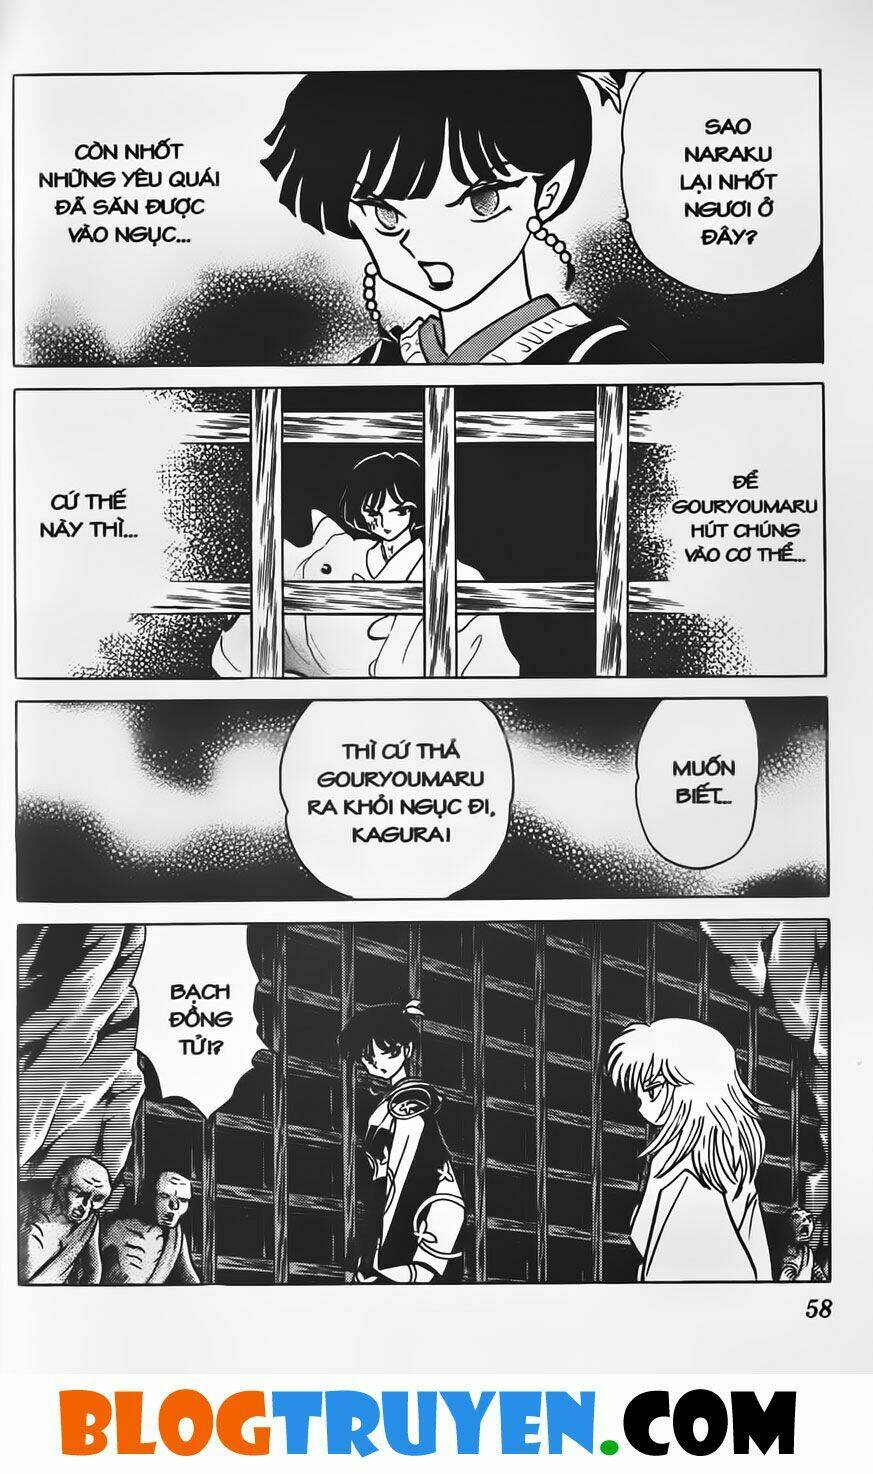 SAO
NARAKU
LẠI NHỐT
NGƯƠI Ở
ĐÂY?
CÒN NHỐT
NHỮNG YÊU QUÁI
ĐÃ SĂN ĐƯỢC
VÀO NGỤC...
ĐỂ
GOURYOUMARU
HÚT CHÚNG
VÀO CƠ THỂ...
CỨ THẾ
NÀY THÌ...
MUỐN
BIẾT...
THÌ CỨ THẢ
GOURYOUMARU
RA KHỎI NGỤC ĐI,
KAGURA!
BẠCH
ĐỒNG
TỬ!?
58
BLOGTRUYEN.COM